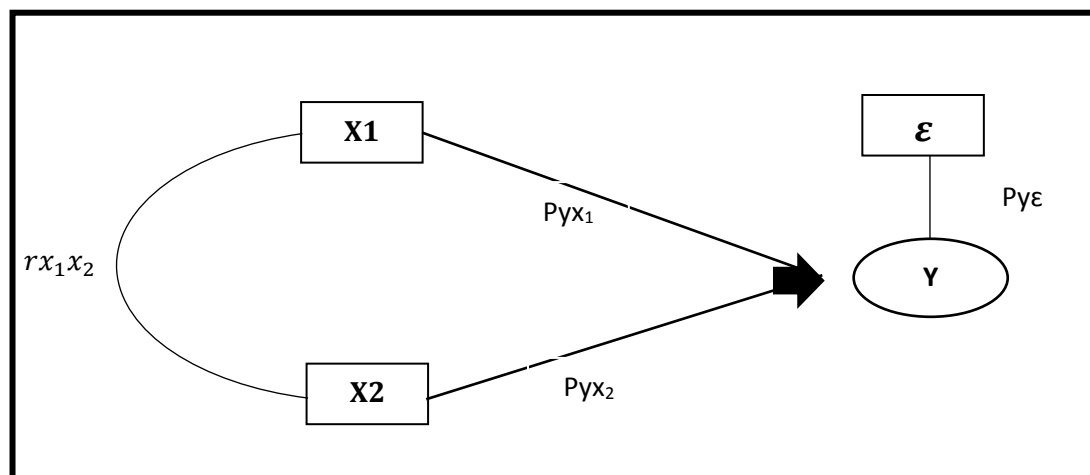 X1
ε
Pyε
Pyx₁
rx₁x₂
Y
X2
Pyx₂